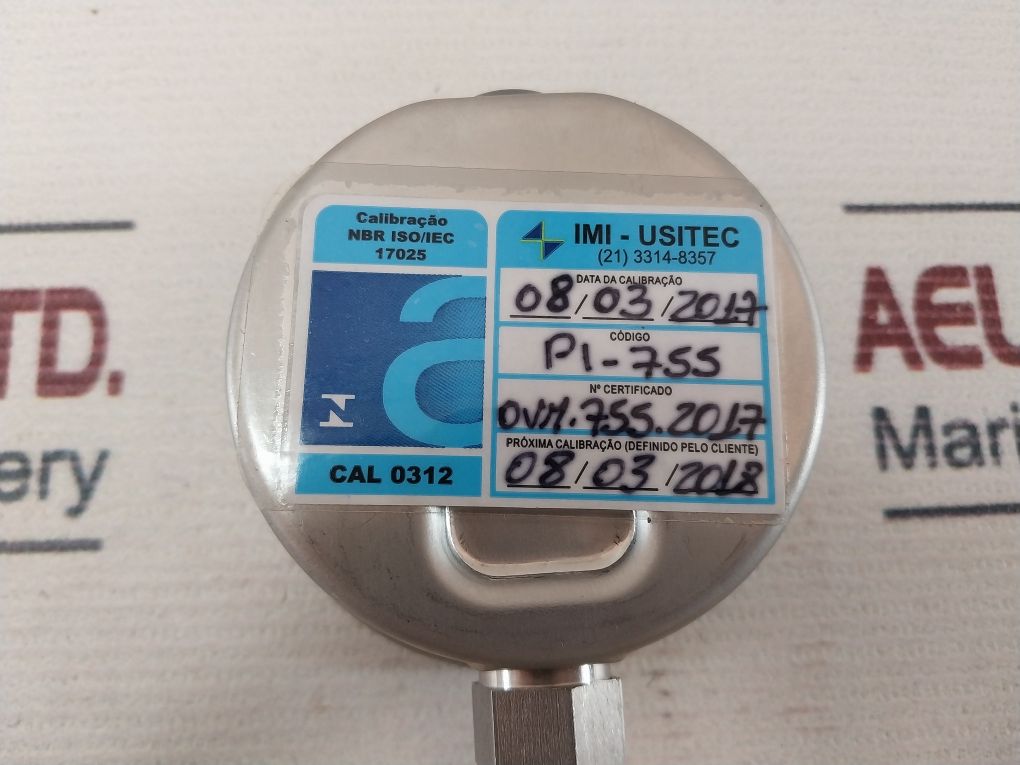 Calibração
NBR ISO/IEC
17025
CAL 0312
IMI - USITEC
(21) 3314-8357
DATA DA CALIBRAÇÃO
08/03/2017
CÓDIGO
PI-755
Nº CERTIFICADO
OVM.755.2017
PRÓXIMA CALIBRAÇÃO (DEFINIDO PELO CLIENTE)
08/03/2018
TD.
ery
AEL
Mari